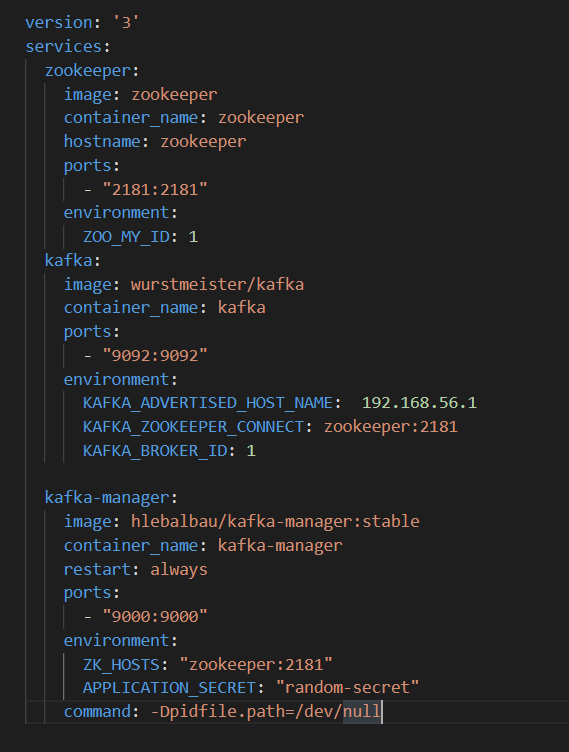 version: '3'
services:
  zookeeper:
    image: zookeeper
    container_name: zookeeper
    hostname: zookeeper
    ports:
      - "2181:2181"
    environment:
      ZOO_MY_ID: 1
  kafka:
    image: wurstmeister/kafka
    container_name: kafka
    ports:
      - "9092:9092"
    environment:
      KAFKA_ADVERTISED_HOST_NAME:  192.168.56.1
      KAFKA_ZOOKEEPER_CONNECT: zookeeper:2181
      KAFKA_BROKER_ID: 1

  kafka-manager:
    image: hlebalbau/kafka-manager:stable
    container_name: kafka-manager
    restart: always
    ports:
      - "9000:9000"
    environment:
      ZK_HOSTS: "zookeeper:2181"
      APPLICATION_SECRET: "random-secret"
    command: -Dpidfile.path=/dev/null